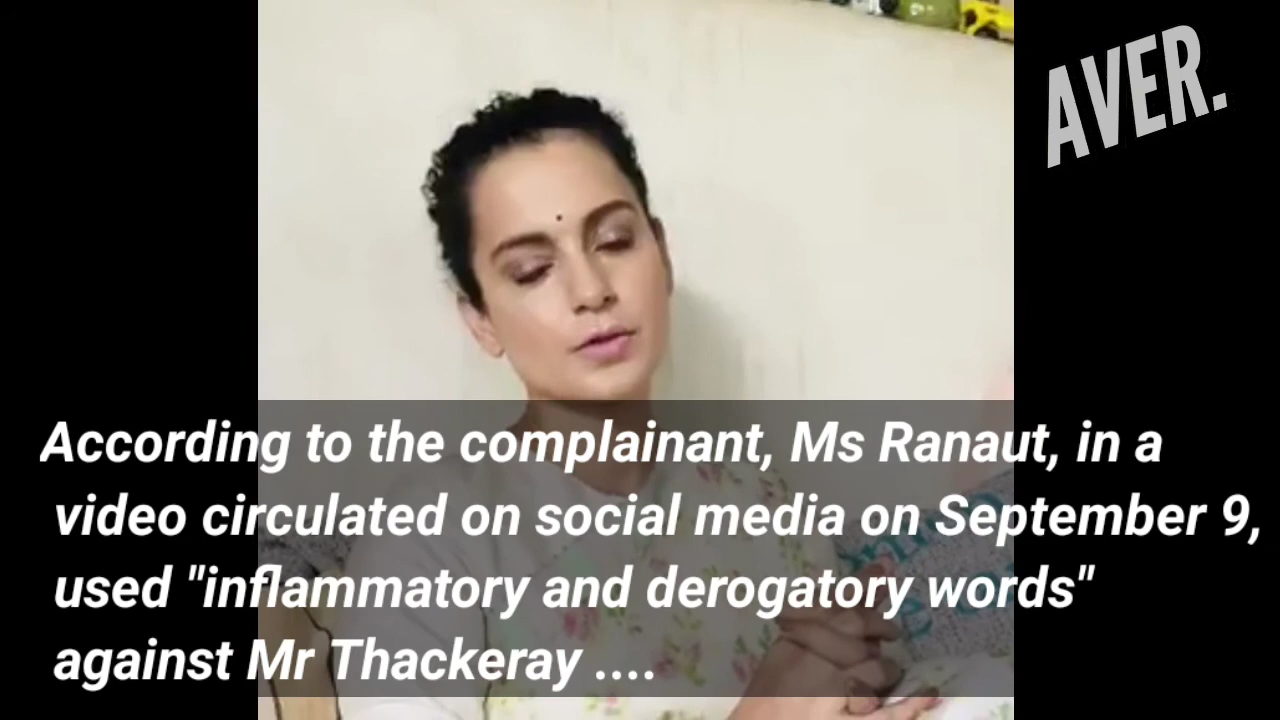 AVER.
According to the complainant, Ms Ranaut, in a
video circulated on social media on September 9,
used "inflammatory and derogatory words"
against Mr Thackeray ....